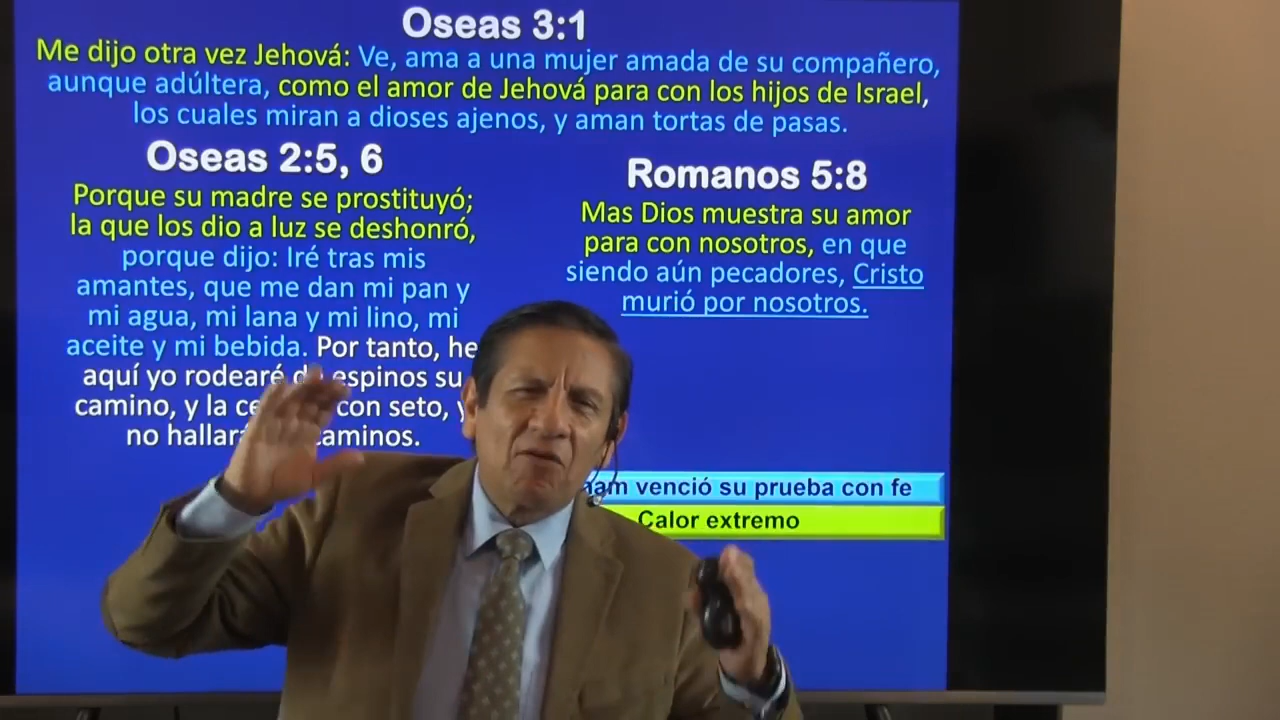 Oseas 3:1
Me dijo otra vez Jehová: Ve, ama a una mujer amada de su compañero,
aunque adúltera, como el amor de Jehová para con los hijos de Israel,
los cuales miran a dioses ajenos, y aman tortas de pasas.
Oseas 2:5, 6
Porque su madre se prostituyó;
la que los dio a luz se deshonró,
porque dijo: Iré tras mis
amantes, que me dan mi pan y
mi agua, mi lana y mi lino, mi
aceite y mi bebida. Por tanto, he
aquí yo rodearé espinos su
camino, y la con seto,
no
Romanos 5:8
Mas Dios muestra su amor
para con nosotros, en que
siendo aún pecadores, Cristo
murió por nosotros.
venció su prueba con fe
Calor extremo